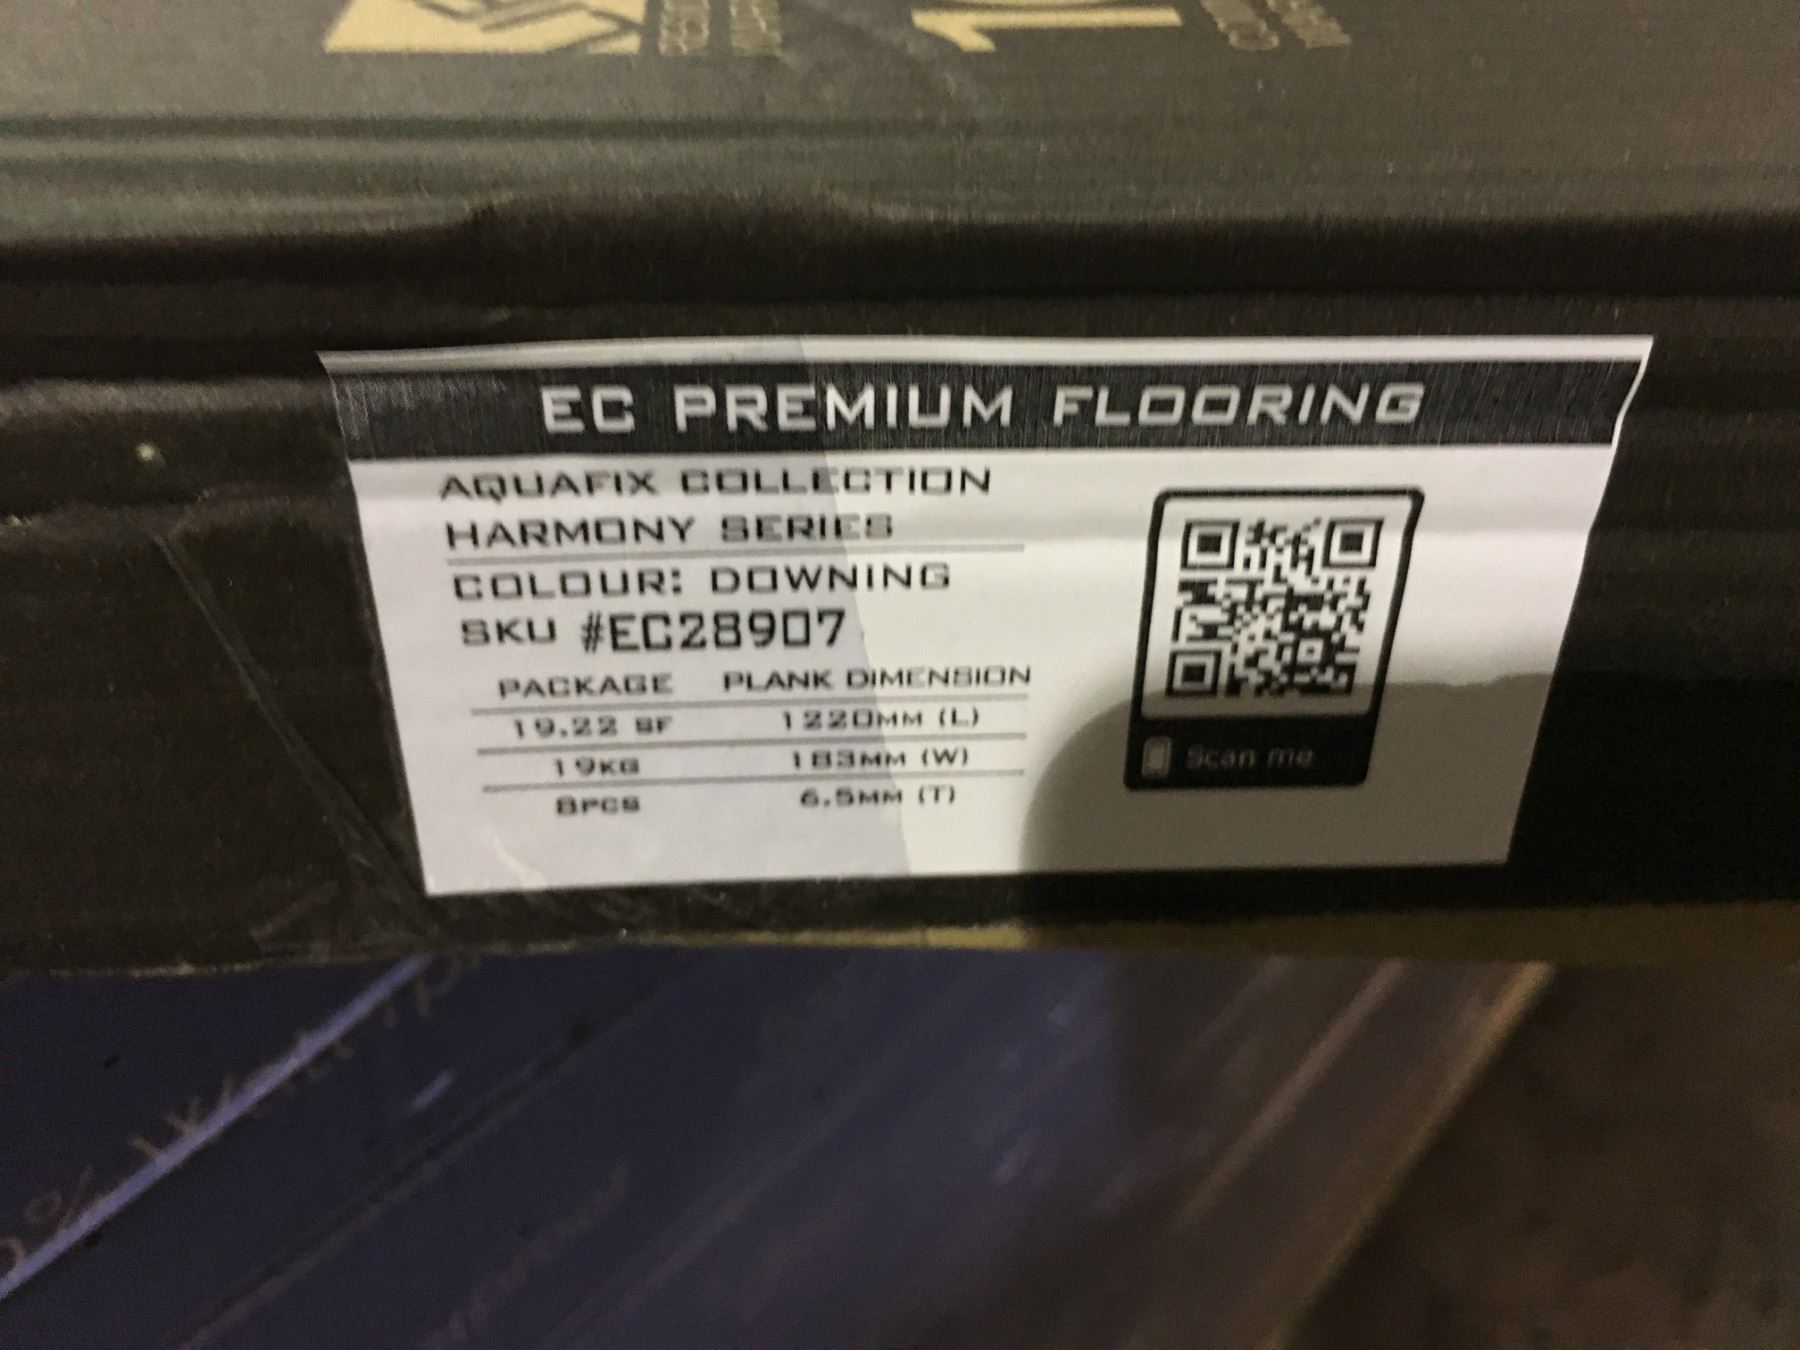 EC PREMIUM FLOORING
AQUAFIX COLLECTION
HARMONY SERIES
COLOUR: DOWNING
SKU #EC28907
PACKAGE PLANK DIMENSION
19.22 SF 1220MM (L)
19KG 183MM (W)
8PCS 6.5MM (T)
Scan me